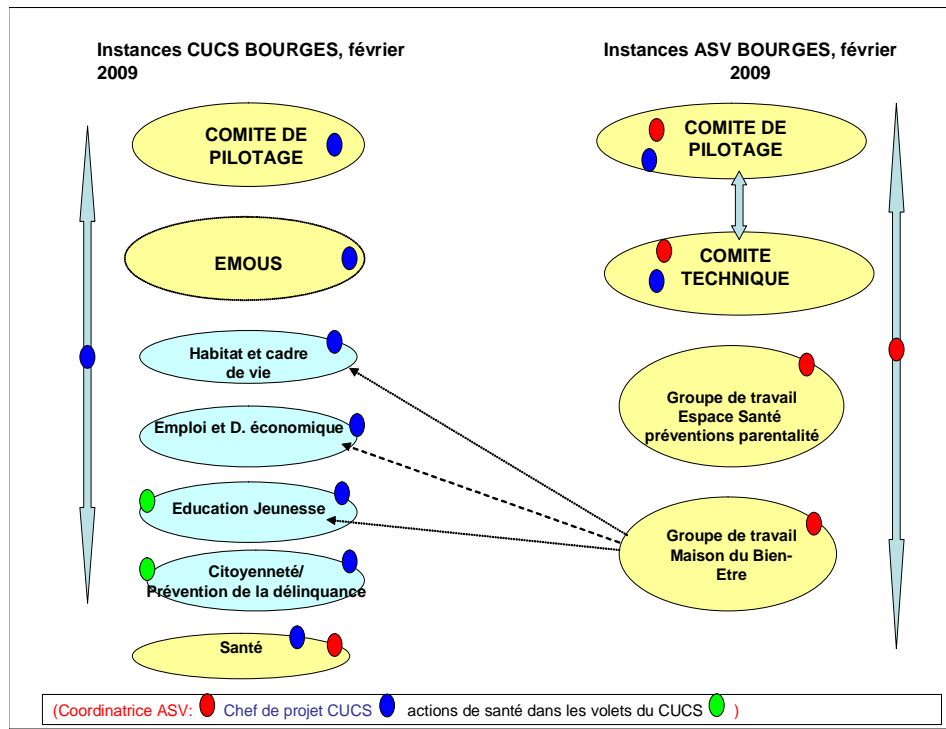 Instances CUCS BOURGES, février
2009
COMITE DE
PILOTAGE
EMOUS
Habitat et cadre
de vie
Emploi et D. économique
Education Jeunesse
Citoyenneté/
Prévention de la délinquance
Santé
Instances ASV BOURGES, février
2009
COMITE DE
PILOTAGE
COMITE
TECHNIQUE
Groupe de travail
Espace Santé
préventions parentalité
Groupe de travail
Maison du Bien-
Etre
(Coordinatrice ASV: Chef de projet CUCS actions de santé dans les volets du CUCS )